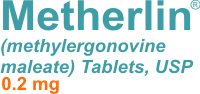 Metherlin®
(methylergonovine
maleate) Tablets, USP
0.2 mg